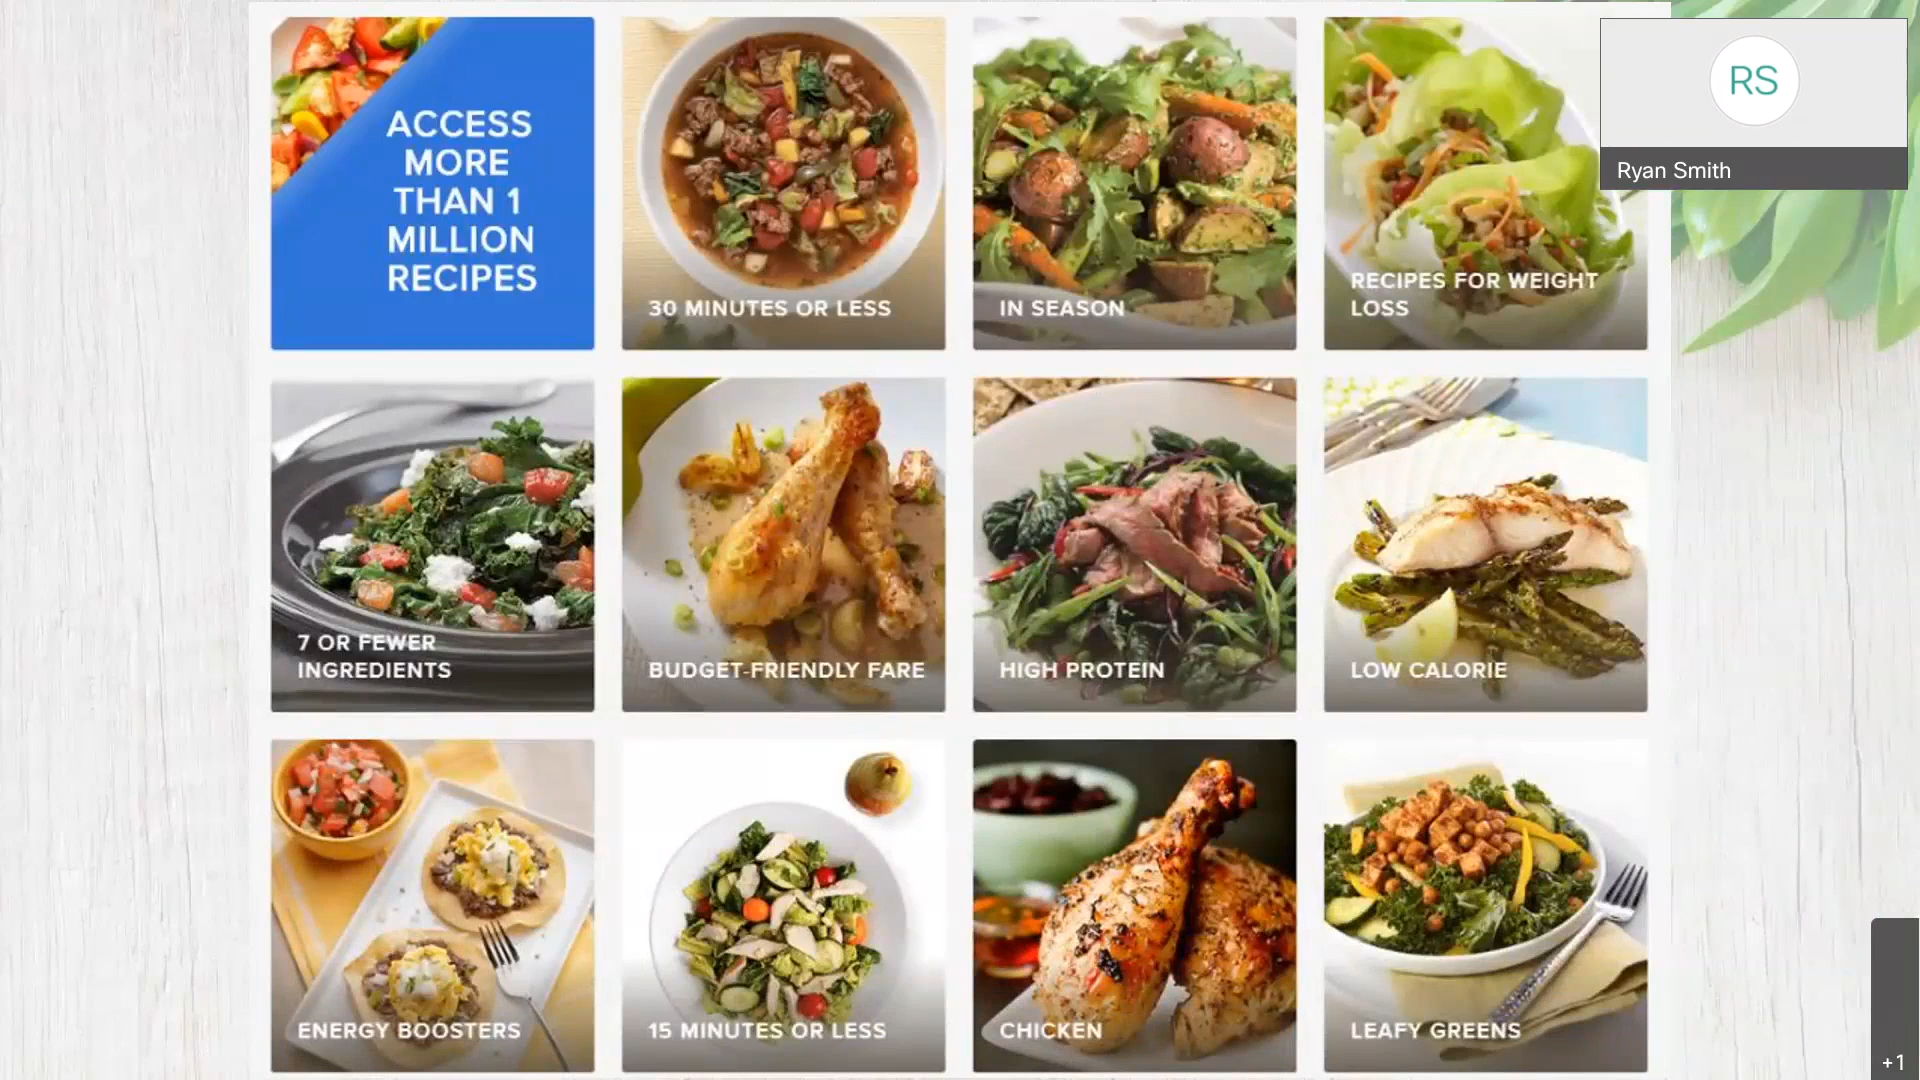 ACCESS
MORE
THAN 1
MILLION
RECIPES
30 MINUTES OR LESS
IN SEASON
RECIPES FOR WEIGHT
LOSS
RS
Ryan Smith
7 OR FEWER
INGREDIENTS
BUDGET-FRIENDLY FARE
HIGH PROTEIN
LOW CALORIE
ENERGY BOOSTERS
15 MINUTES OR LESS
CHICKEN
LEAFY GREENS
+1